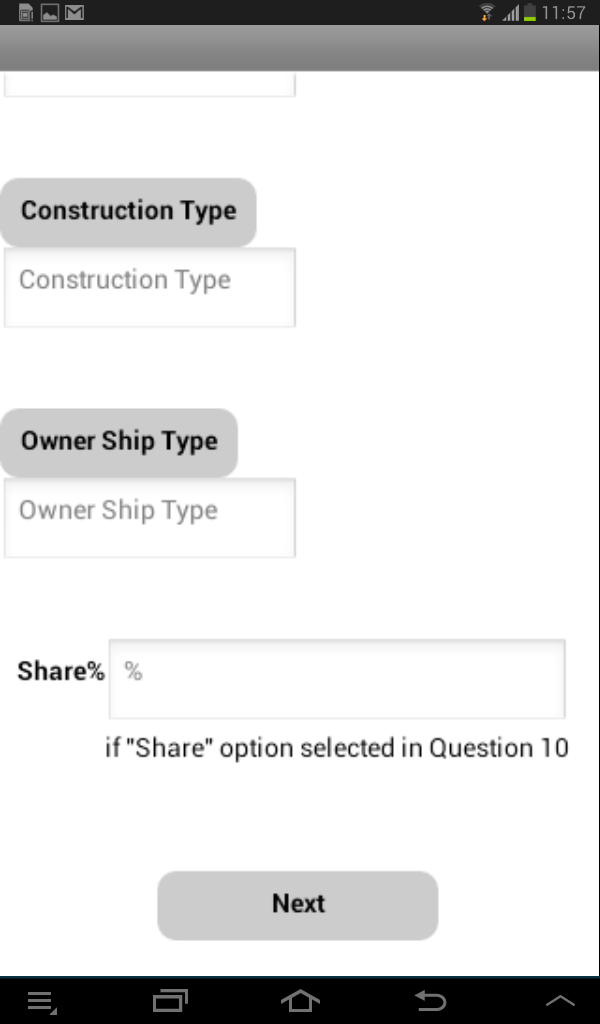 11:57
Construction Type
Construction Type
Owner Ship Type
Owner Ship Type
Share% %
if "Share" option selected in Question 10
Next